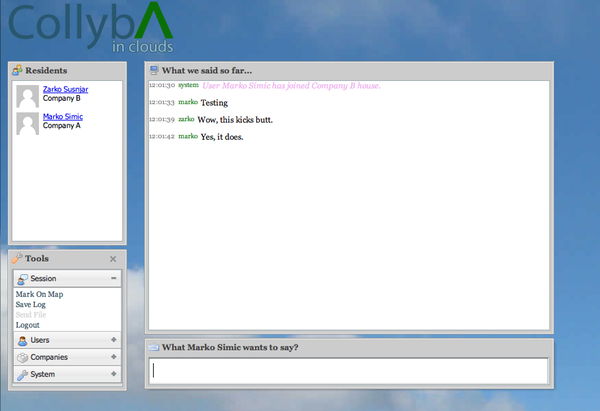 CollybΛ
in clouds
Residents
Zarko Susnjar
Company B
Marko Simic
Company A
Tools
Session
Mark On Map
Save Log
Send File
Logout
Users
Companies
System
What we said so far...
12:01:30 system User Marko Simic has joined Company B house.
12:01:33 marko Testing
12:01:39 zarko Wow, this kicks butt.
12:01:42 marko Yes, it does.
What Marko Simic wants to say?